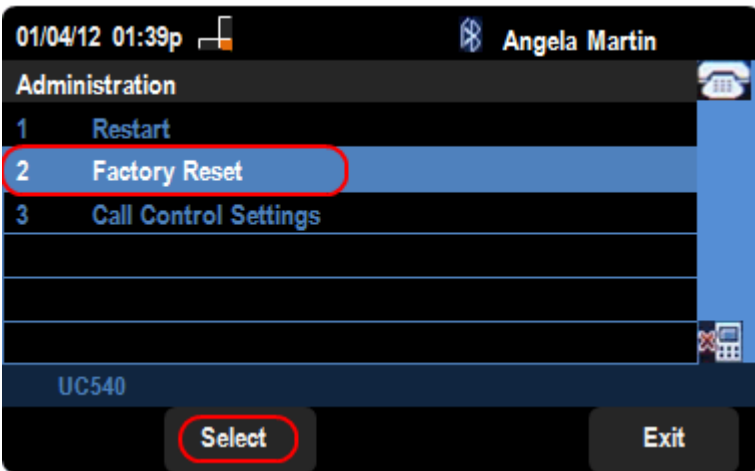 01/04/12 01:39p Angela Martin
Administration
1 Restart
2 Factory Reset
3 Call Control Settings
UC540
Select Exit